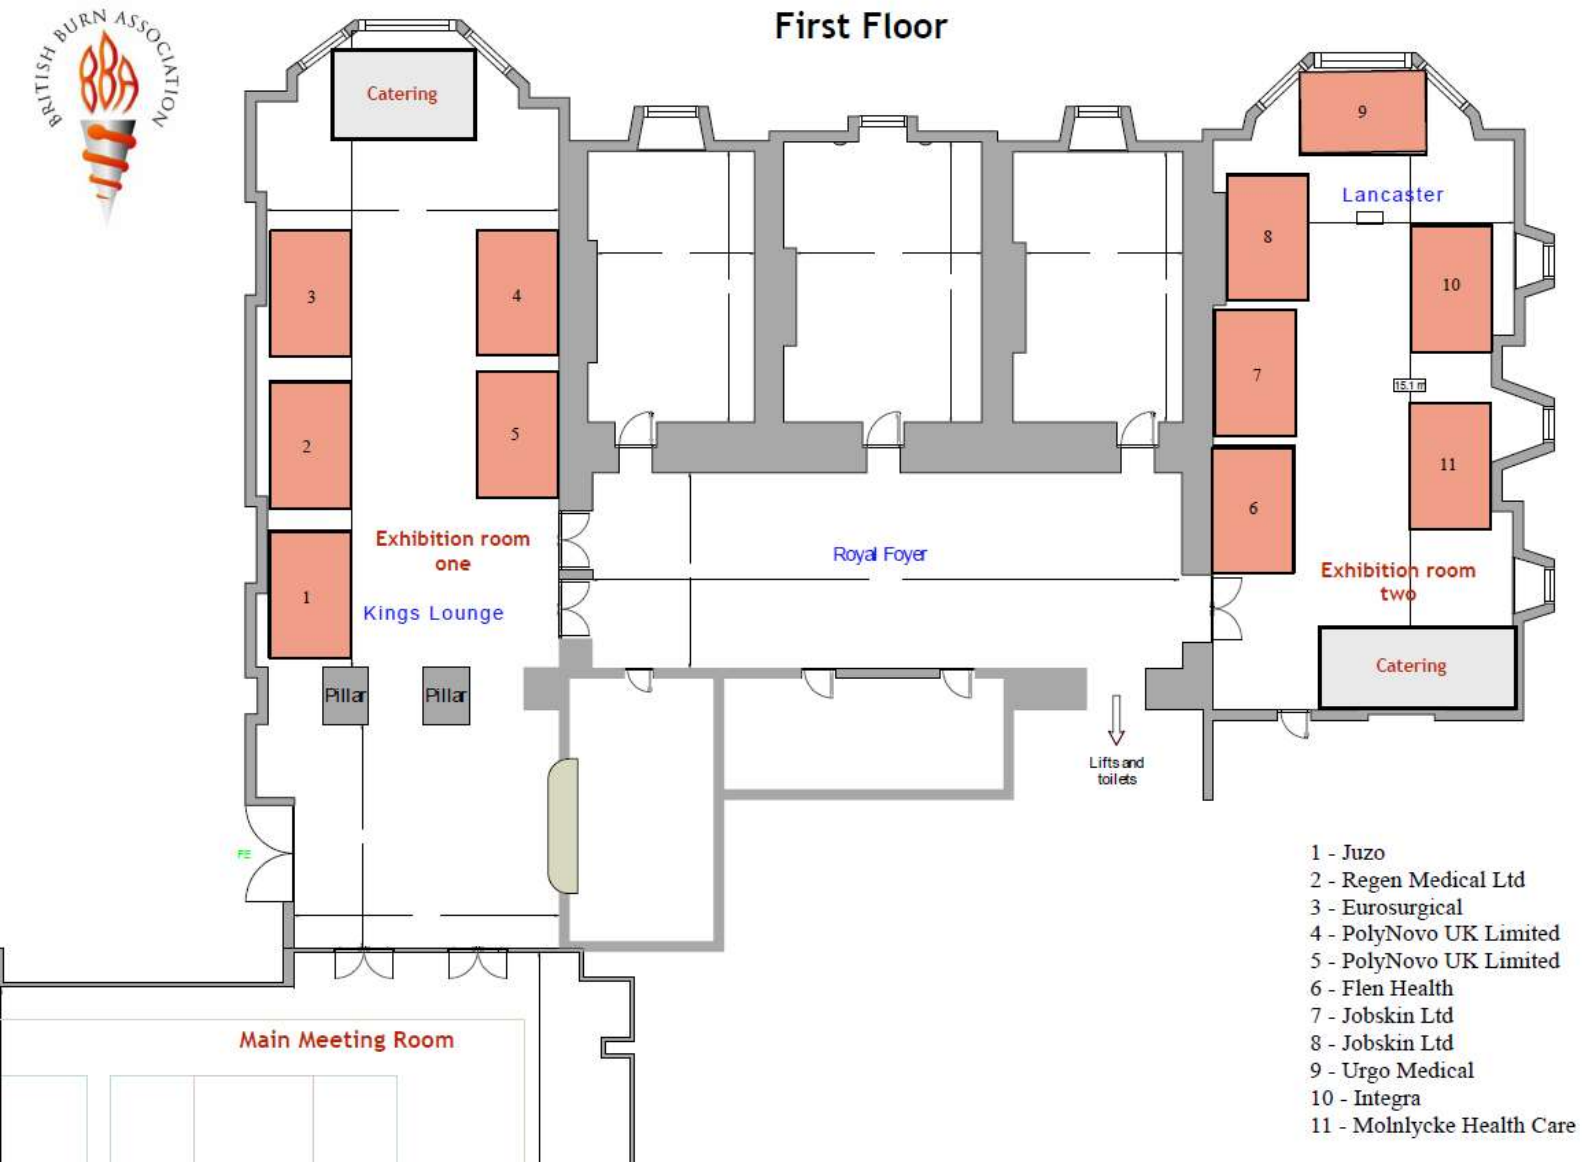 First Floor
BRITISH BURN ASSOCIATION
BBA
Catering
9
Lancaster
8
3
4
10
7
15.1 m
2
5
11
6
Exhibition room
one
Royal Foyer
Exhibition room
two
1
Kings Lounge
Catering
Pillar
Pillar
Lifts and
toilets
FE
1 - Juzo
2 - Regen Medical Ltd
3 - Eurosurgical
4 - PolyNovo UK Limited
5 - PolyNovo UK Limited
6 - Flen Health
7 - Jobskin Ltd
8 - Jobskin Ltd
9 - Urgo Medical
10 - Integra
11 - Molnlycke Health Care
Main Meeting Room